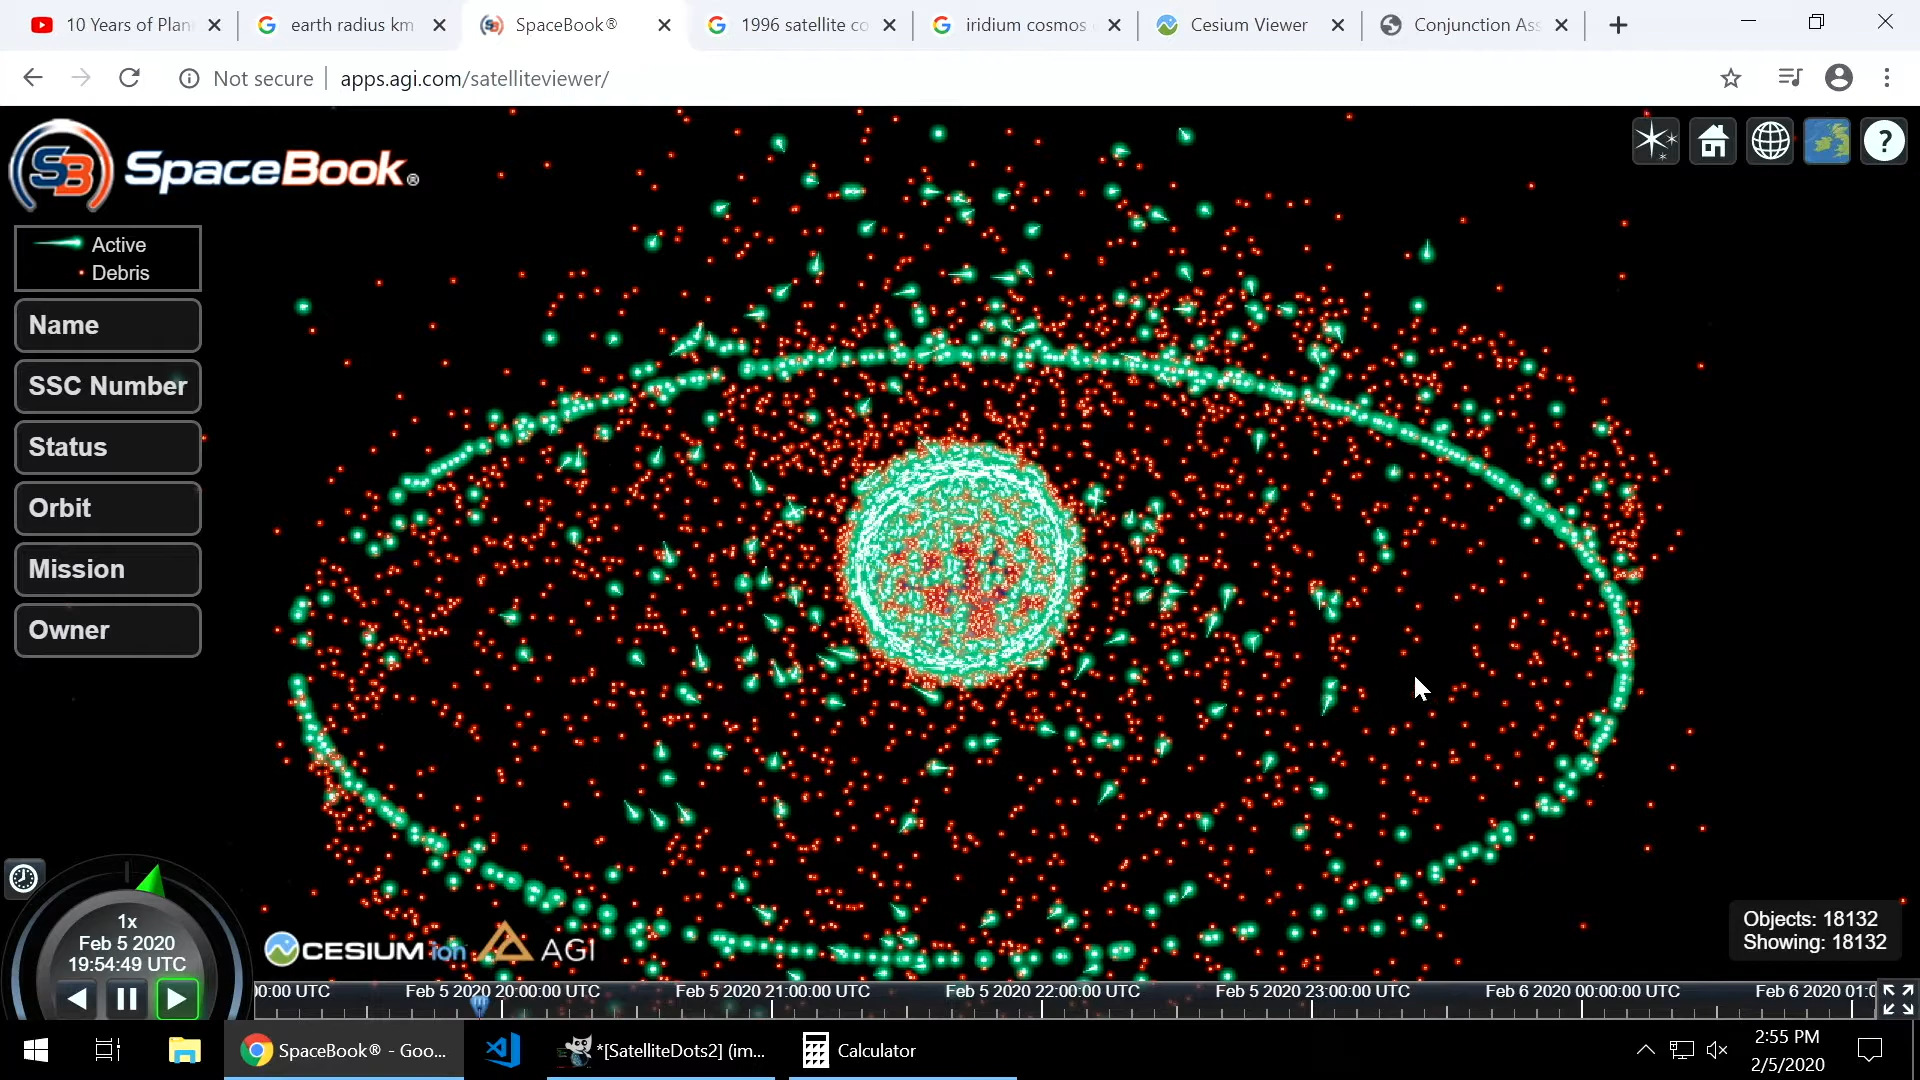 10 Years of Plan
earth radius km
SpaceBook®
1996 satellite co
iridium cosmos
Cesium Viewer
Conjunction Ass
Not secure
apps.agi.com/satelliteviewer/
SB SpaceBook®
?
Active
Debris
Name
SSC Number
Status
Orbit
Mission
Owner
1x
Feb 5 2020
19:54:49 UTC
CESIUM ion
AGI
Objects: 18132
Showing: 18132
00:00 UTC
Feb 5 2020 20:00:00 UTC
Feb 5 2020 21:00:00 UTC
Feb 5 2020 22:00:00 UTC
Feb 5 2020 23:00:00 UTC
Feb 6 2020 00:00:00 UTC
Feb 6 2020 01:0
SpaceBook® - Goo...
*[SatelliteDots2] (im...
Calculator
2:55 PM
2/5/2020